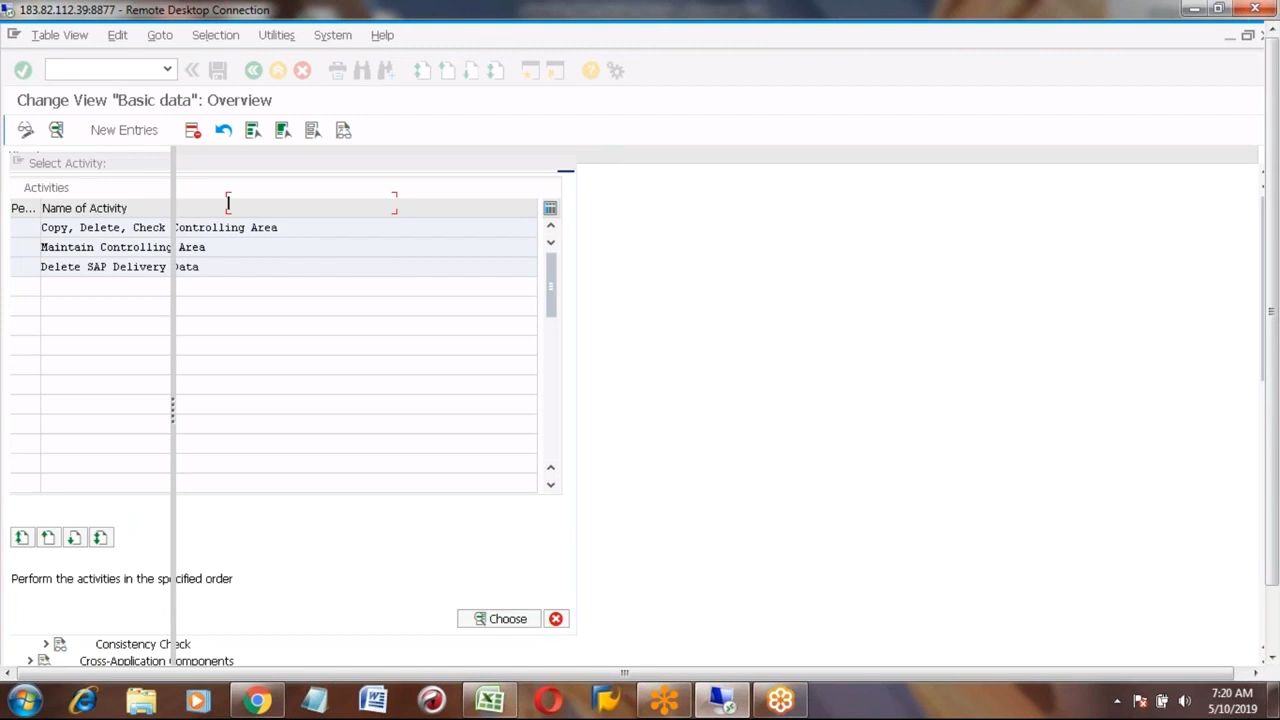 183.82.112.39:8877 - Remote Desktop Connection
Table View Edit Goto Selection Utilities System Help
Change View "Basic data": Overview
New Entries
Select Activity:
Activities
Pe... Name of Activity
Copy, Delete, Check Controlling Area
Maintain Controlling Area
Delete SAP Delivery Data
Perform the activities in the specified order
Choose
Consistency Check
Cross-Application Components
7:20 AM
5/10/2019